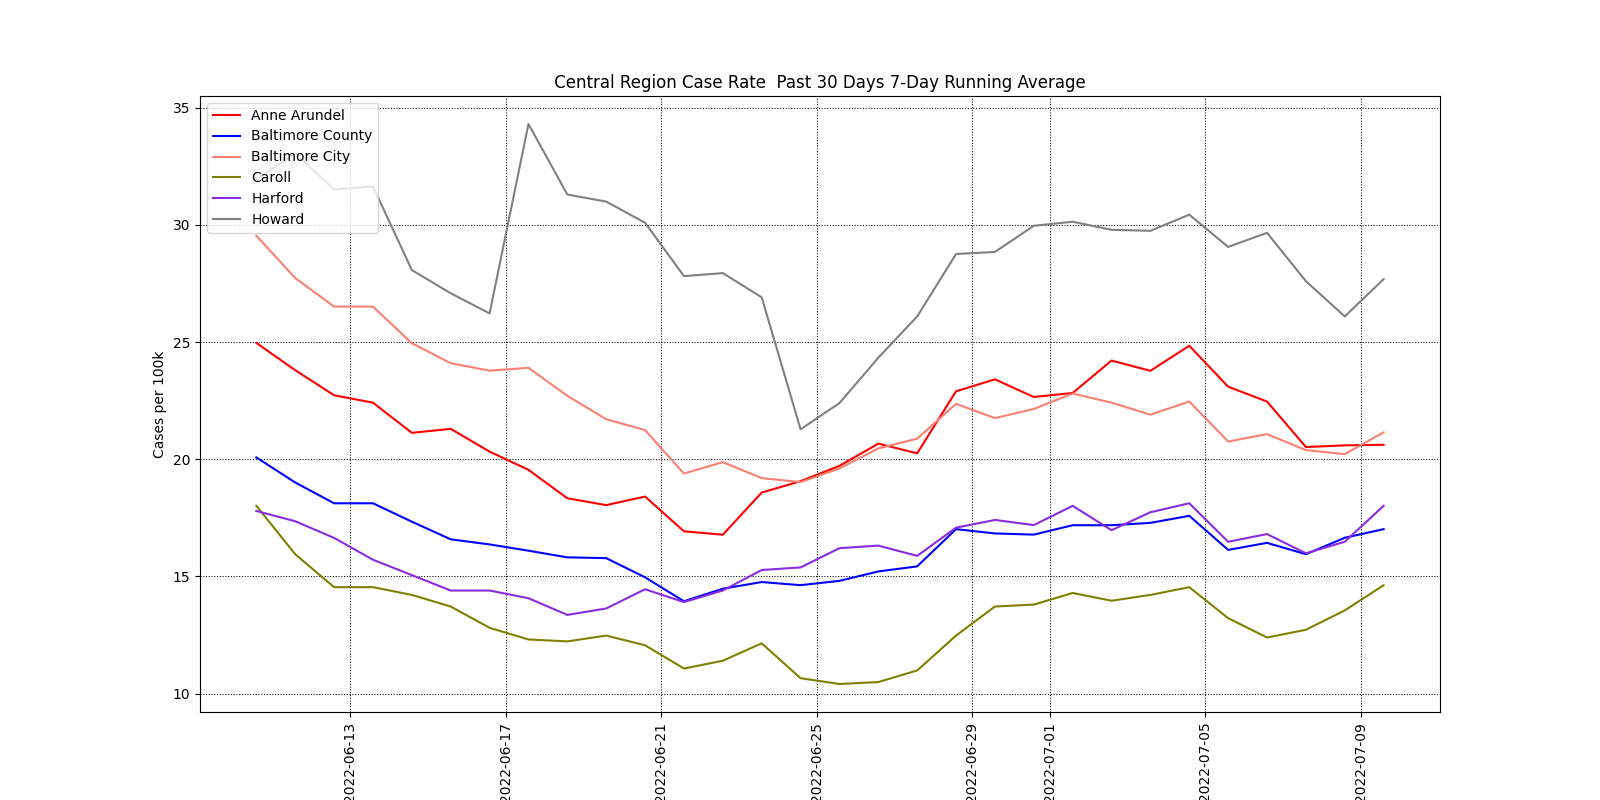 Central Region Case Rate  Past 30 Days 7-Day Running Average
35
30
25
20
15
10
Cases per 100k
Anne Arundel
Baltimore County
Baltimore City
Caroll
Harford
Howard
2022-06-13
2022-06-17
2022-06-21
2022-06-25
2022-06-29
2022-07-01
2022-07-05
2022-07-09